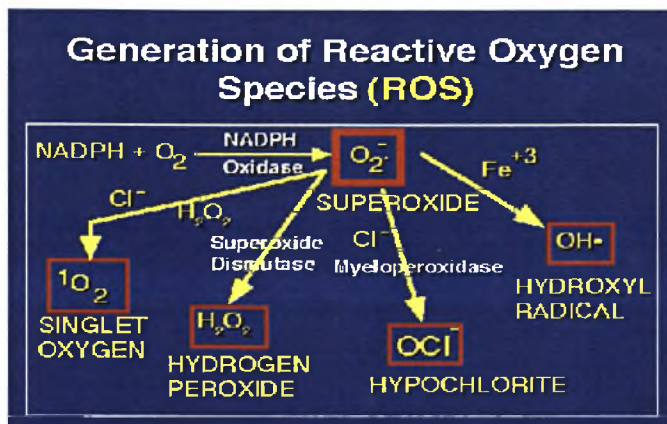 Generation of Reactive Oxygen
Species (ROS)
NADPH + O₂
NADPH
Oxidase
O₂⁻·
SUPEROXIDE
Fe⁺³
Cl⁻
H₂O₂
Superoxide
Dismutase
Cl⁻
Myeloperoxidase
OH•
HYDROXYL
RADICAL
¹O₂
SINGLET
OXYGEN
H₂O₂
HYDROGEN
PEROXIDE
OCl⁻
HYPOCHLORITE